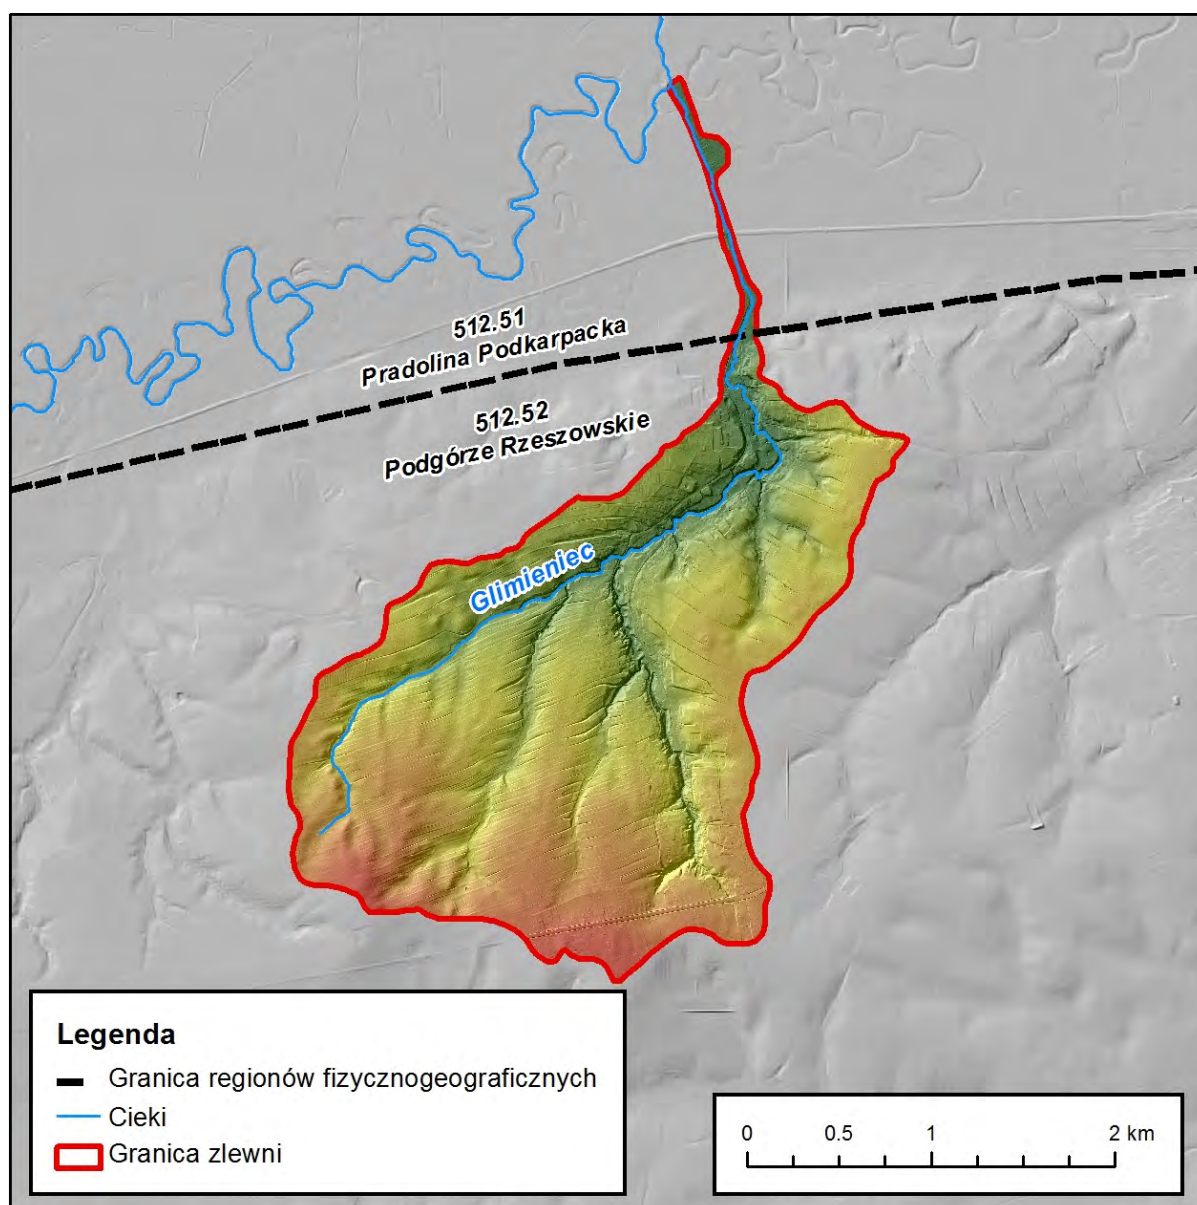 512.51
Pradolina Podkarpacka
512.52
Podgórze Rzeszowskie
Glimieniec
Legenda
Granica regionów fizycznogeograficznych
Cieki
Granica zlewni
0 0.5 1 2 km